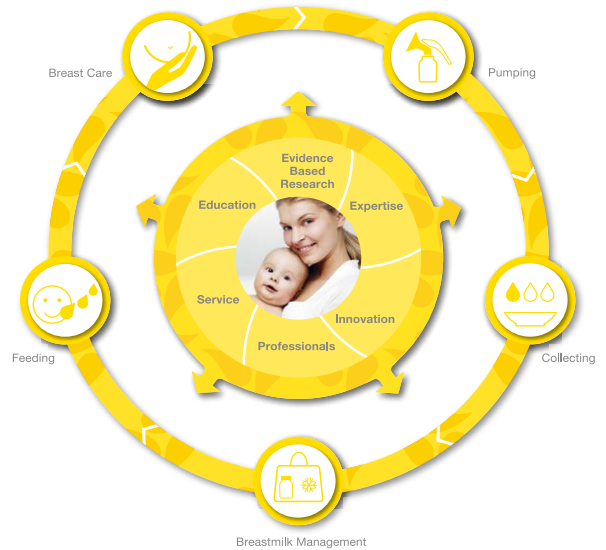 Breast Care
Pumping
Evidence
Based
Research
Education
Expertise
Service
Innovation
Professionals
Feeding
Collecting
Breastmilk Management